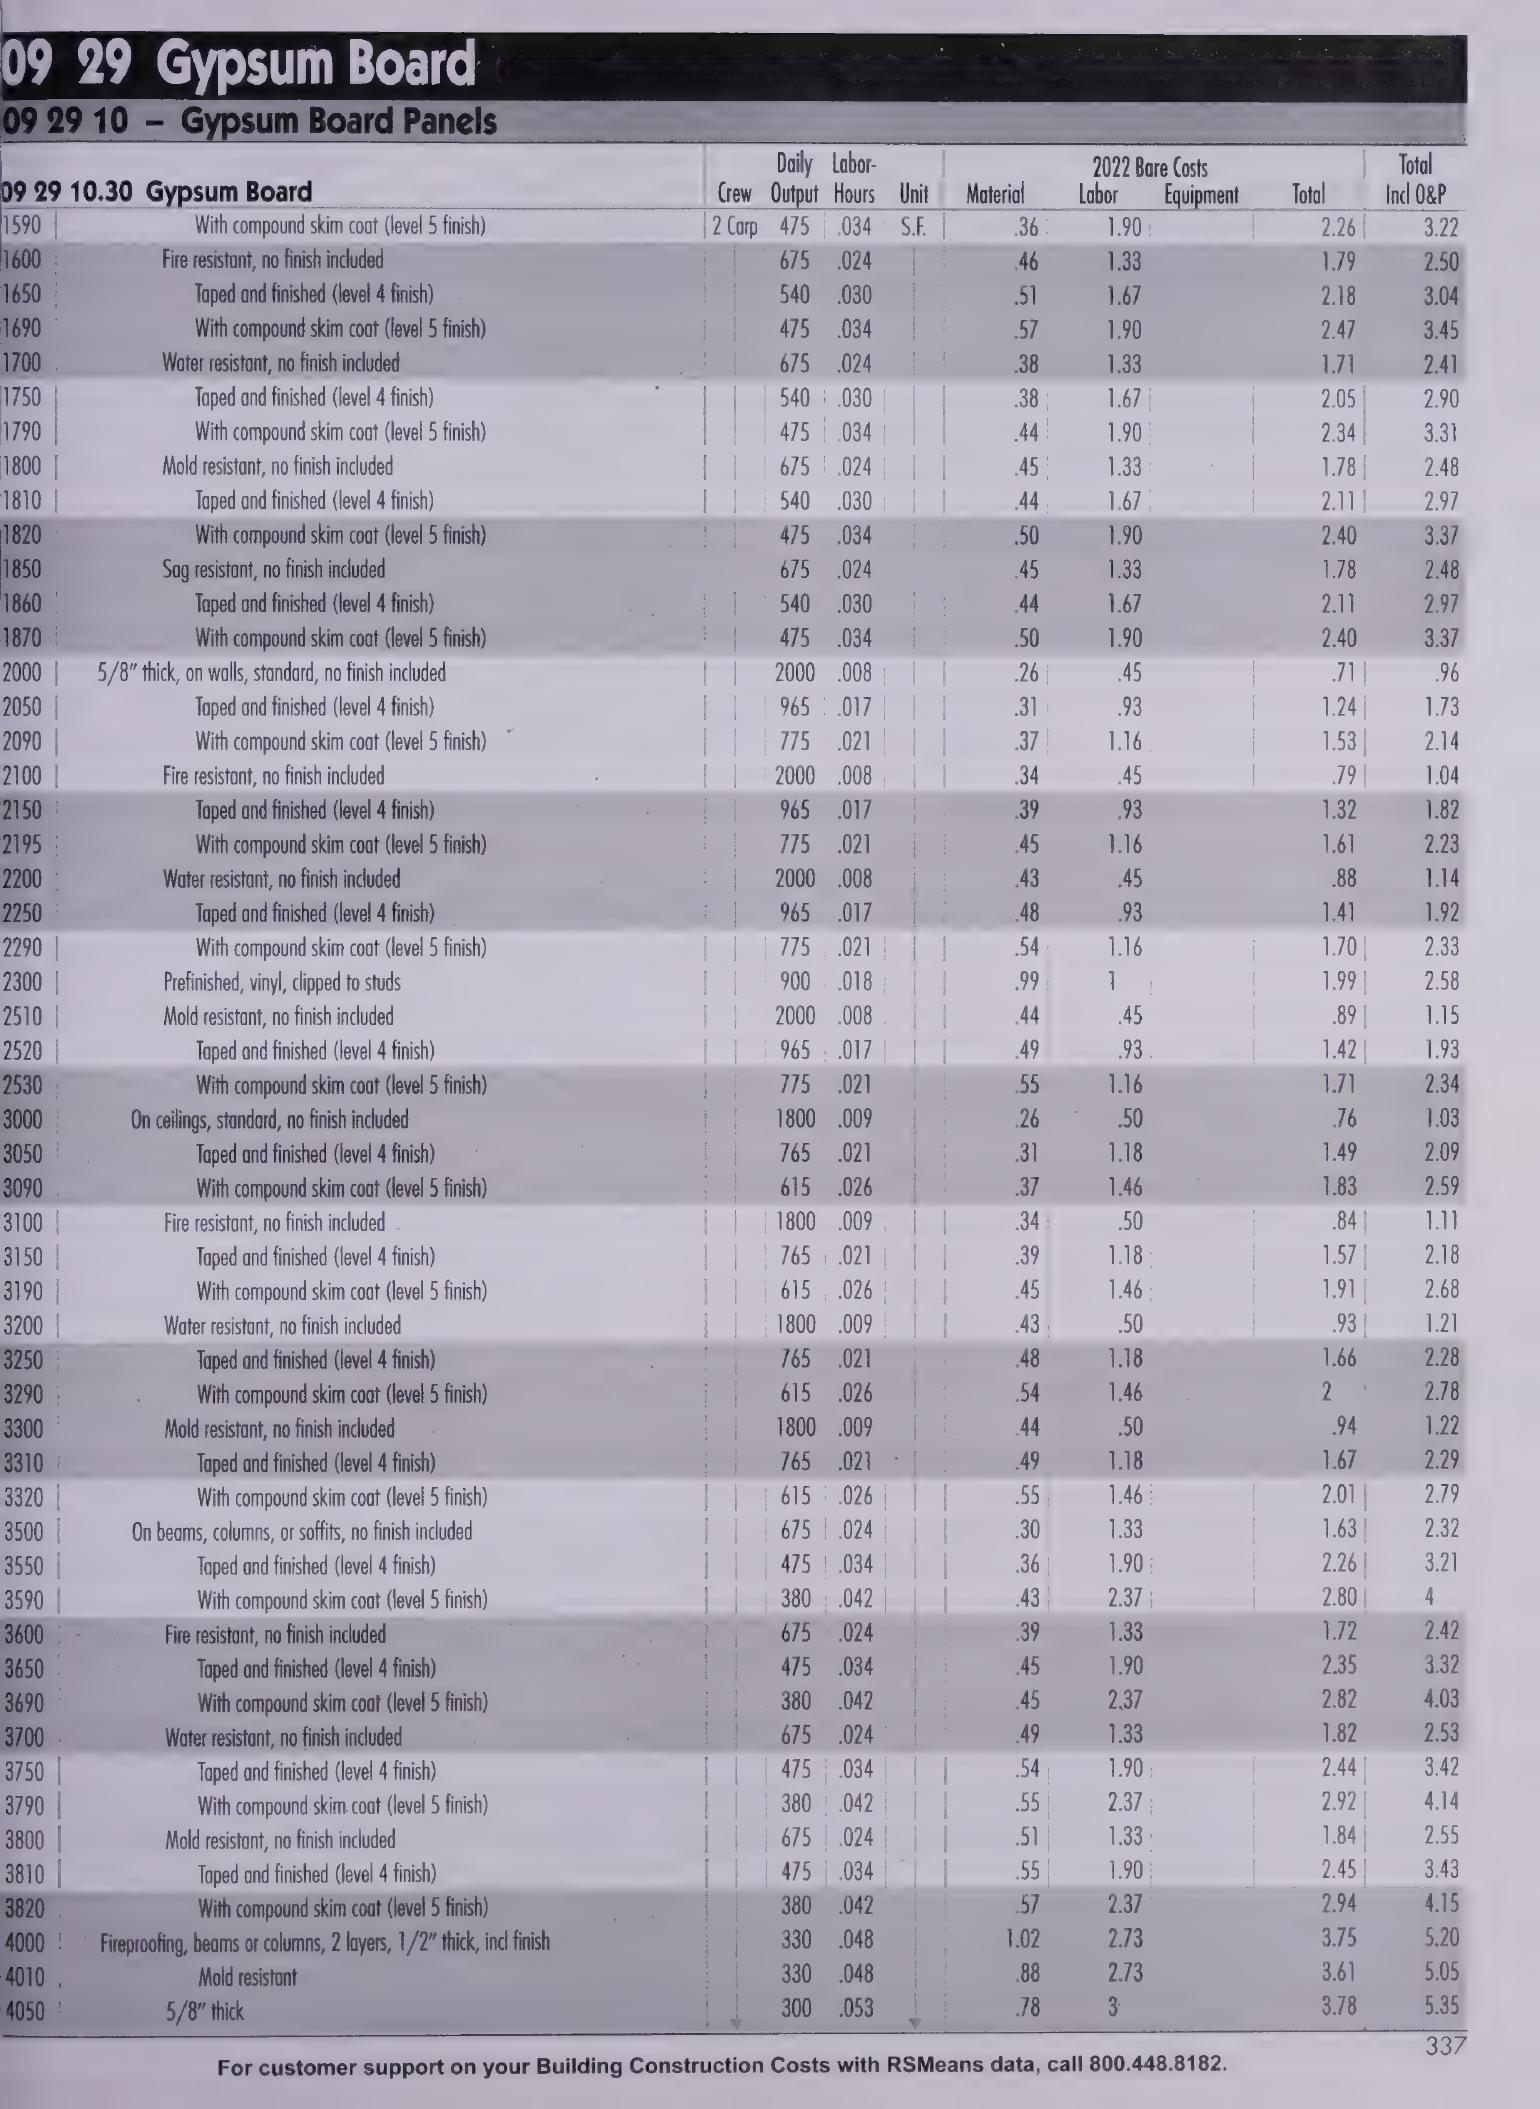 09 29 Gypsum Board
09 29 10 – Gypsum Board Panels
Daily Labor- 2022 Bare Costs Total
09 29 10.30 Gypsum Board Crew Output Hours Unit Material Labor Equipment Total Incl O&P
1590 With compound skim coat (level 5 finish) 2 Carp 475 .034 S.F. .36 1.90 2.26 3.22
1600 Fire resistant, no finish included 675 .024 .46 1.33 1.79 2.50
1650 Taped and finished (level 4 finish) 540 .030 .51 1.67 2.18 3.04
1690 With compound skim coat (level 5 finish) 475 .034 .57 1.90 2.47 3.45
1700 Water resistant, no finish included 675 .024 .38 1.33 1.71 2.41
1750 Taped and finished (level 4 finish) 540 .030 .38 1.67 2.05 2.90
1790 With compound skim coat (level 5 finish) 475 .034 .44 1.90 2.34 3.31
1800 Mold resistant, no finish included 675 .024 .45 1.33 1.78 2.48
1810 Taped and finished (level 4 finish) 540 .030 .44 1.67 2.11 2.97
1820 With compound skim coat (level 5 finish) 475 .034 .50 1.90 2.40 3.37
1850 Sag resistant, no finish included 675 .024 .45 1.33 1.78 2.48
1860 Taped and finished (level 4 finish) 540 .030 .44 1.67 2.11 2.97
1870 With compound skim coat (level 5 finish) 475 .034 .50 1.90 2.40 3.37
2000 5/8" thick, on walls, standard, no finish included 2000 .008 .26 .45 .71 .96
2050 Taped and finished (level 4 finish) 965 .017 .31 .93 1.24 1.73
2090 With compound skim coat (level 5 finish) 775 .021 .37 1.16 1.53 2.14
2100 Fire resistant, no finish included 2000 .008 .34 .45 .79 1.04
2150 Taped and finished (level 4 finish) 965 .017 .39 .93 1.32 1.82
2195 With compound skim coat (level 5 finish) 775 .021 .45 1.16 1.61 2.23
2200 Water resistant, no finish included 2000 .008 .43 .45 .88 1.14
2250 Taped and finished (level 4 finish) 965 .017 .48 .93 1.41 1.92
2290 With compound skim coat (level 5 finish) 775 .021 .54 1.16 1.70 2.33
2300 Prefinished, vinyl, clipped to studs 900 .018 .99 1 1.99 2.58
2510 Mold resistant, no finish included 2000 .008 .44 .45 .89 1.15
2520 Taped and finished (level 4 finish) 965 .017 .49 .93 1.42 1.93
2530 With compound skim coat (level 5 finish) 775 .021 .55 1.16 1.71 2.34
3000 On ceilings, standard, no finish included 1800 .009 .26 .50 .76 1.03
3050 Taped and finished (level 4 finish) 765 .021 .31 1.18 1.49 2.09
3090 With compound skim coat (level 5 finish) 615 .026 .37 1.46 1.83 2.59
3100 Fire resistant, no finish included 1800 .009 .34 .50 .84 1.11
3150 Taped and finished (level 4 finish) 765 .021 .39 1.18 1.57 2.18
3190 With compound skim coat (level 5 finish) 615 .026 .45 1.46 1.91 2.68
3200 Water resistant, no finish included 1800 .009 .43 .50 .93 1.21
3250 Taped and finished (level 4 finish) 765 .021 .48 1.18 1.66 2.28
3290 With compound skim coat (level 5 finish) 615 .026 .54 1.46 2 2.78
3300 Mold resistant, no finish included 1800 .009 .44 .50 .94 1.22
3310 Taped and finished (level 4 finish) 765 .021 .49 1.18 1.67 2.29
3320 With compound skim coat (level 5 finish) 615 .026 .55 1.46 2.01 2.79
3500 On beams, columns, or soffits, no finish included 675 .024 .30 1.33 1.63 2.32
3550 Taped and finished (level 4 finish) 475 .034 .36 1.90 2.26 3.21
3590 With compound skim coat (level 5 finish) 380 .042 .43 2.37 2.80 4
3600 Fire resistant, no finish included 675 .024 .39 1.33 1.72 2.42
3650 Taped and finished (level 4 finish) 475 .034 .45 1.90 2.35 3.32
3690 With compound skim coat (level 5 finish) 380 .042 .45 2.37 2.82 4.03
3700 Water resistant, no finish included 675 .024 .49 1.33 1.82 2.53
3750 Taped and finished (level 4 finish) 475 .034 .54 1.90 2.44 3.42
3790 With compound skim coat (level 5 finish) 380 .042 .55 2.37 2.92 4.14
3800 Mold resistant, no finish included 675 .024 .51 1.33 1.84 2.55
3810 Taped and finished (level 4 finish) 475 .034 .55 1.90 2.45 3.43
3820 With compound skim coat (level 5 finish) 380 .042 .57 2.37 2.94 4.15
4000 Fireproofing, beams or columns, 2 layers, 1/2" thick, incl finish 330 .048 1.02 2.73 3.75 5.20
4010 Mold resistant 330 .048 .88 2.73 3.61 5.05
4050 5/8" thick 300 .053 .78 3 3.78 5.35
337
For customer support on your Building Construction Costs with RSMeans data, call 800.448.8182.